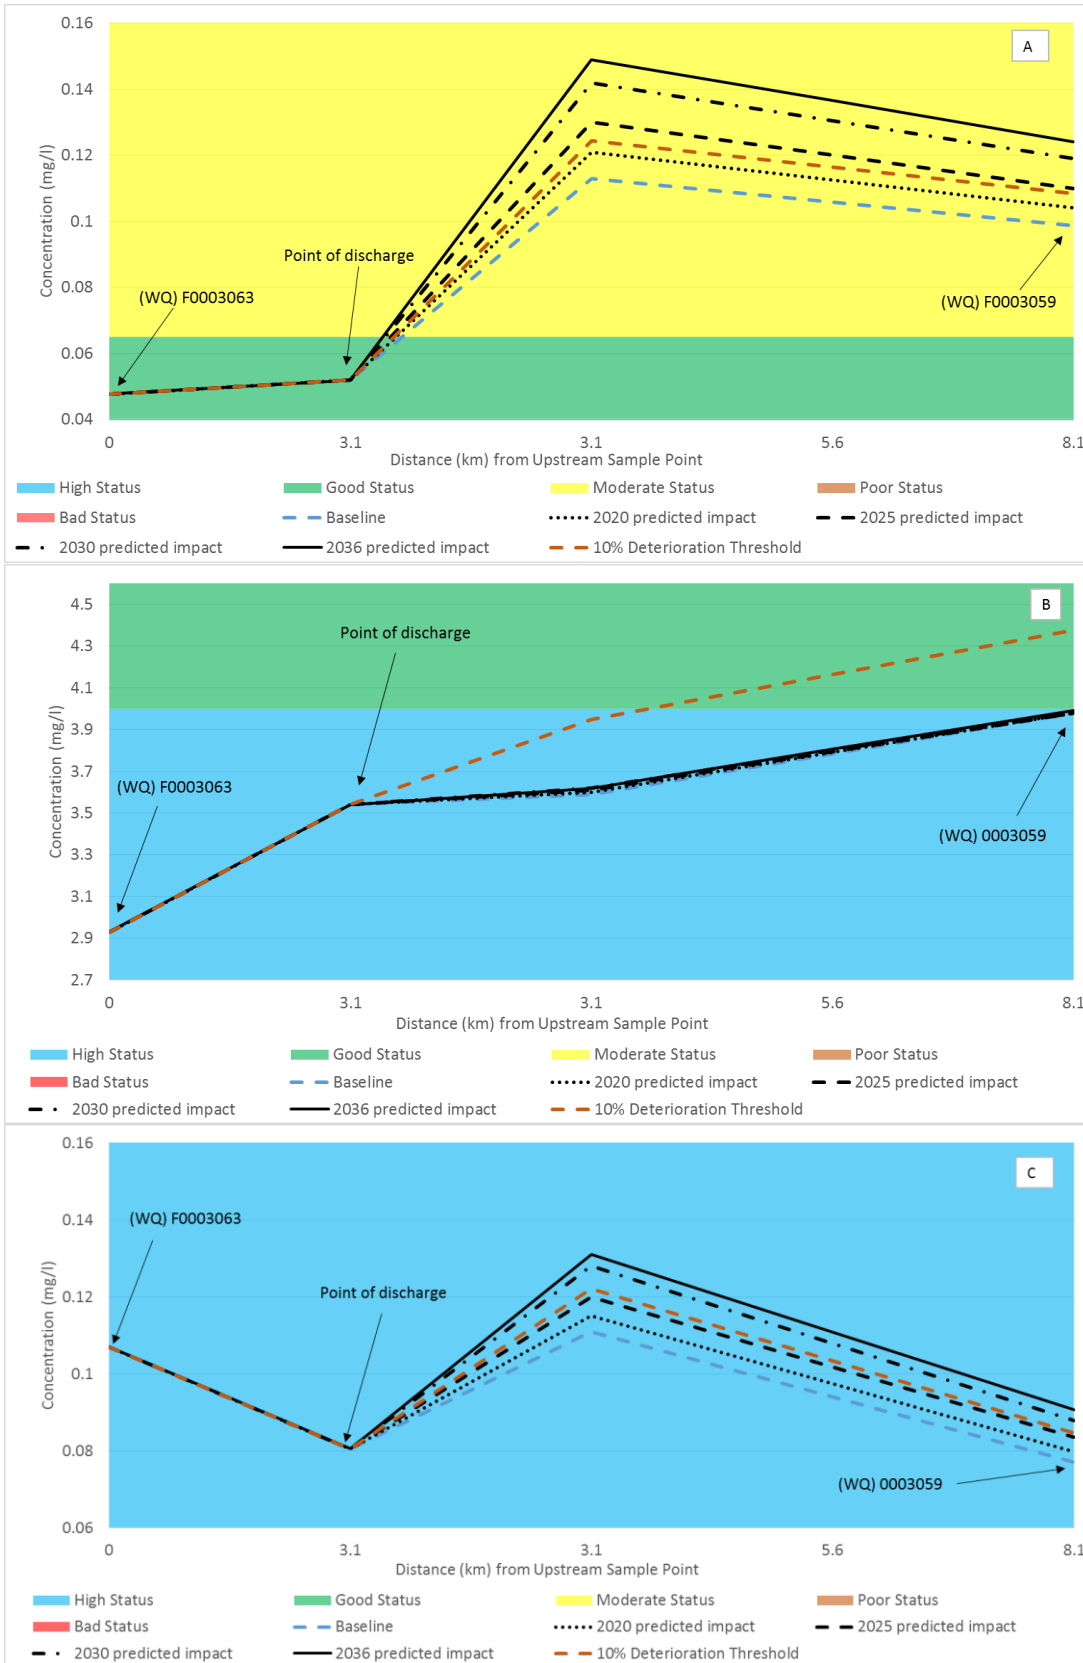 0.16
A
0.14
0.12
0.1
0.08
0.06
0.04
Concentration (mg/l)
Point of discharge
(WQ) F0003063
(WQ) F0003059
0 3.1 3.1 5.6 8.1
Distance (km) from Upstream Sample Point
High Status Good Status Moderate Status Poor Status
Bad Status Baseline 2020 predicted impact 2025 predicted impact
2030 predicted impact 2036 predicted impact 10% Deterioration Threshold
4.5
B
4.3
4.1
3.9
3.7
3.5
3.3
3.1
2.9
2.7
Concentration (mg/l)
Point of discharge
(WQ) F0003063
(WQ) 0003059
0 3.1 3.1 5.6 8.1
Distance (km) from Upstream Sample Point
High Status Good Status Moderate Status Poor Status
Bad Status Baseline 2020 predicted impact 2025 predicted impact
2030 predicted impact 2036 predicted impact 10% Deterioration Threshold
0.16
C
0.14
0.12
0.1
0.08
0.06
Concentration (mg/l)
(WQ) F0003063
Point of discharge
(WQ) 0003059
0 3.1 3.1 5.6 8.1
Distance (km) from Upstream Sample Point
High Status Good Status Moderate Status Poor Status
Bad Status Baseline 2020 predicted impact 2025 predicted impact
2030 predicted impact 2036 predicted impact 10% Deterioration Threshold